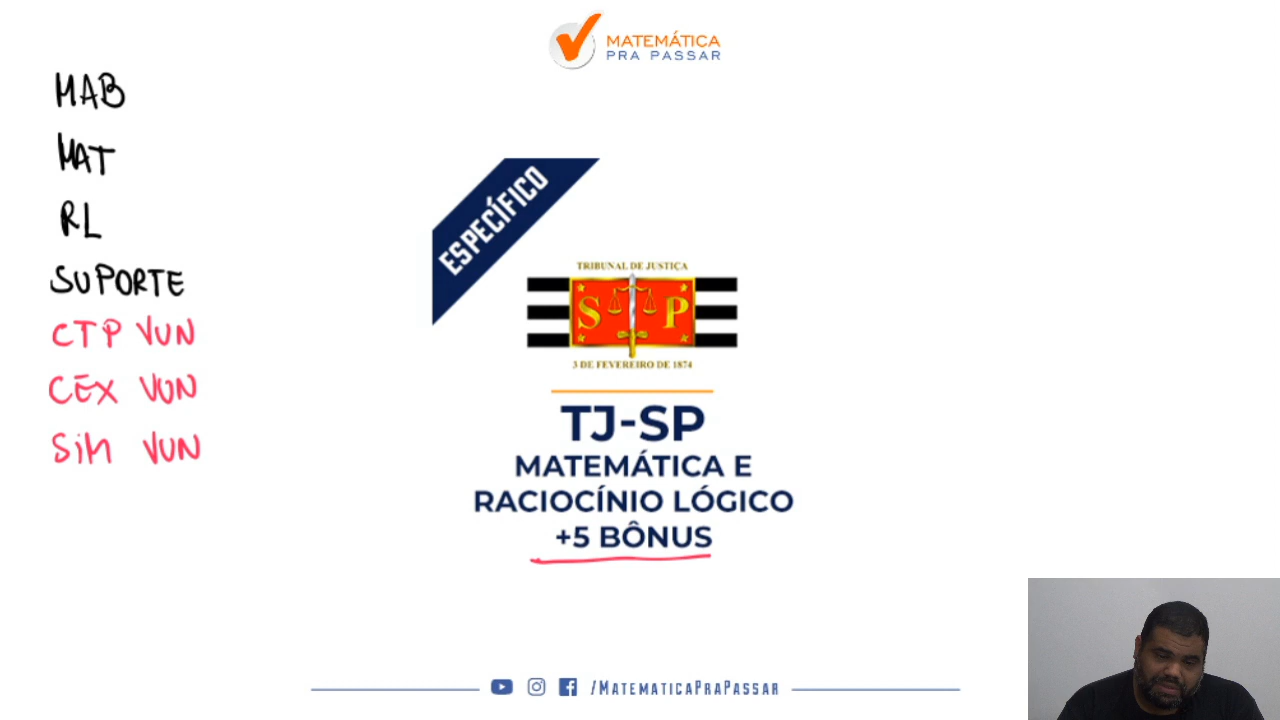 MATEMÁTICA
PRA PASSAR
MAB
MAT
RL
SUPORTE
CTP VUN
CEX VUN
SIM VUN
ESPECÍFICO
TRIBUNAL DE JUSTIÇA
S P
3 DE FEVEREIRO DE 1874
TJ-SP
MATEMÁTICA E
RACIOCÍNIO LÓGICO
+5 BÔNUS
/MATEMATICAPRAPASSAR